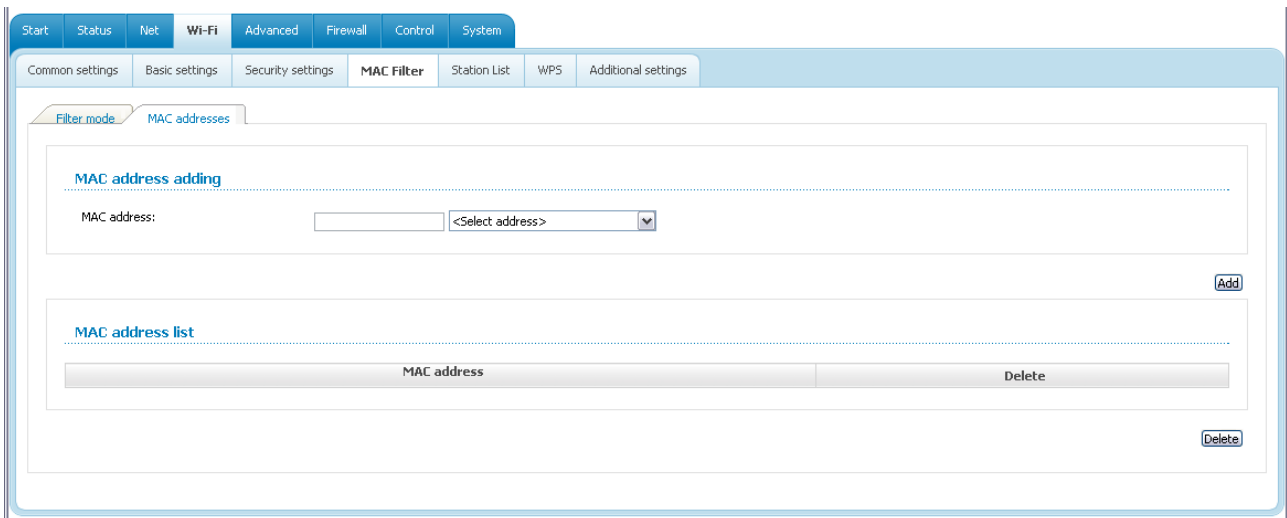 Start Status Net Wi-Fi Advanced Firewall Control System
Common settings Basic settings Security settings MAC Filter Station List WPS Additional settings
Filter mode MAC addresses
MAC address adding
MAC address: <Select address>
Add
MAC address list
MAC address Delete
Delete